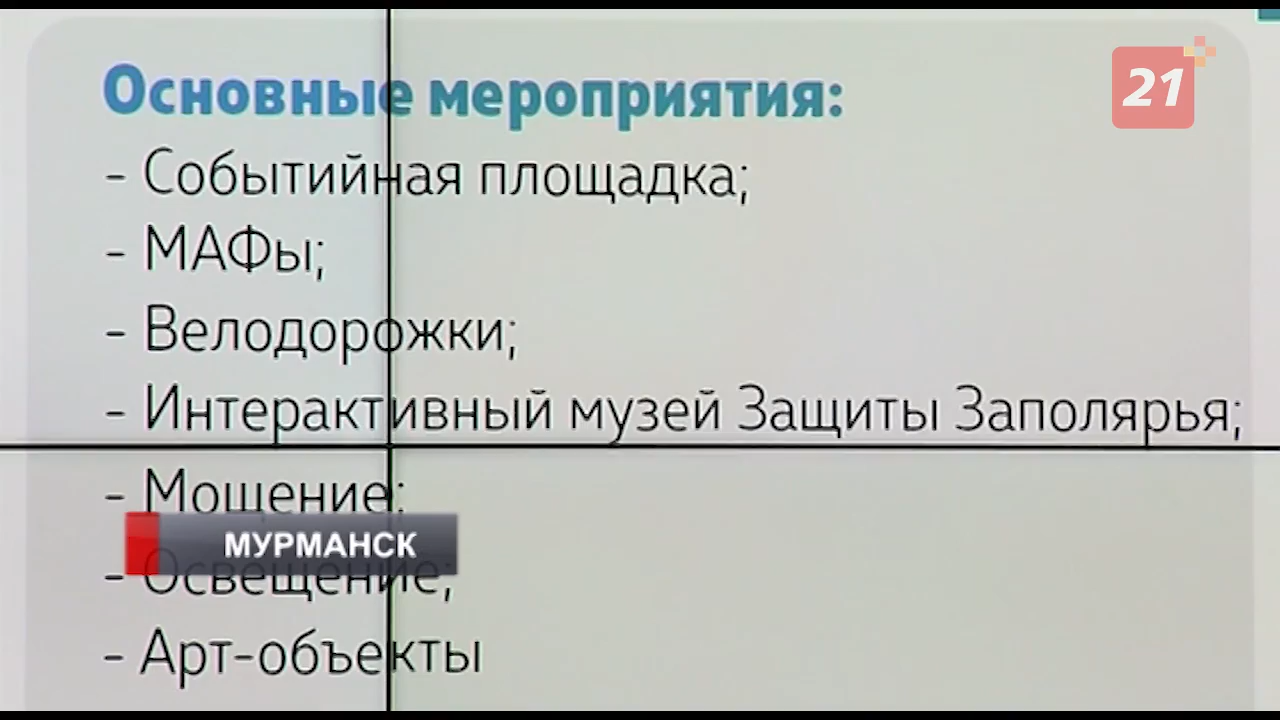 Основные мероприятия:
21
- Событийная площадка;
- МАФы;
- Велодорожки;
- Интерактивный музей Защиты Заполярья;
- Мощение;
МУРМАНСК
- Освещение;
- Арт-объекты